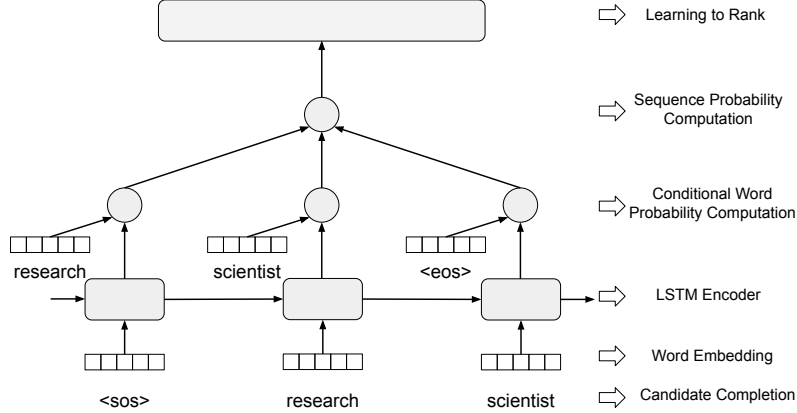 Learning to Rank
Sequence Probability
Computation
Conditional Word
Probability Computation
research
scientist
<eos>
LSTM Encoder
Word Embedding
<sos>
research
scientist
Candidate Completion